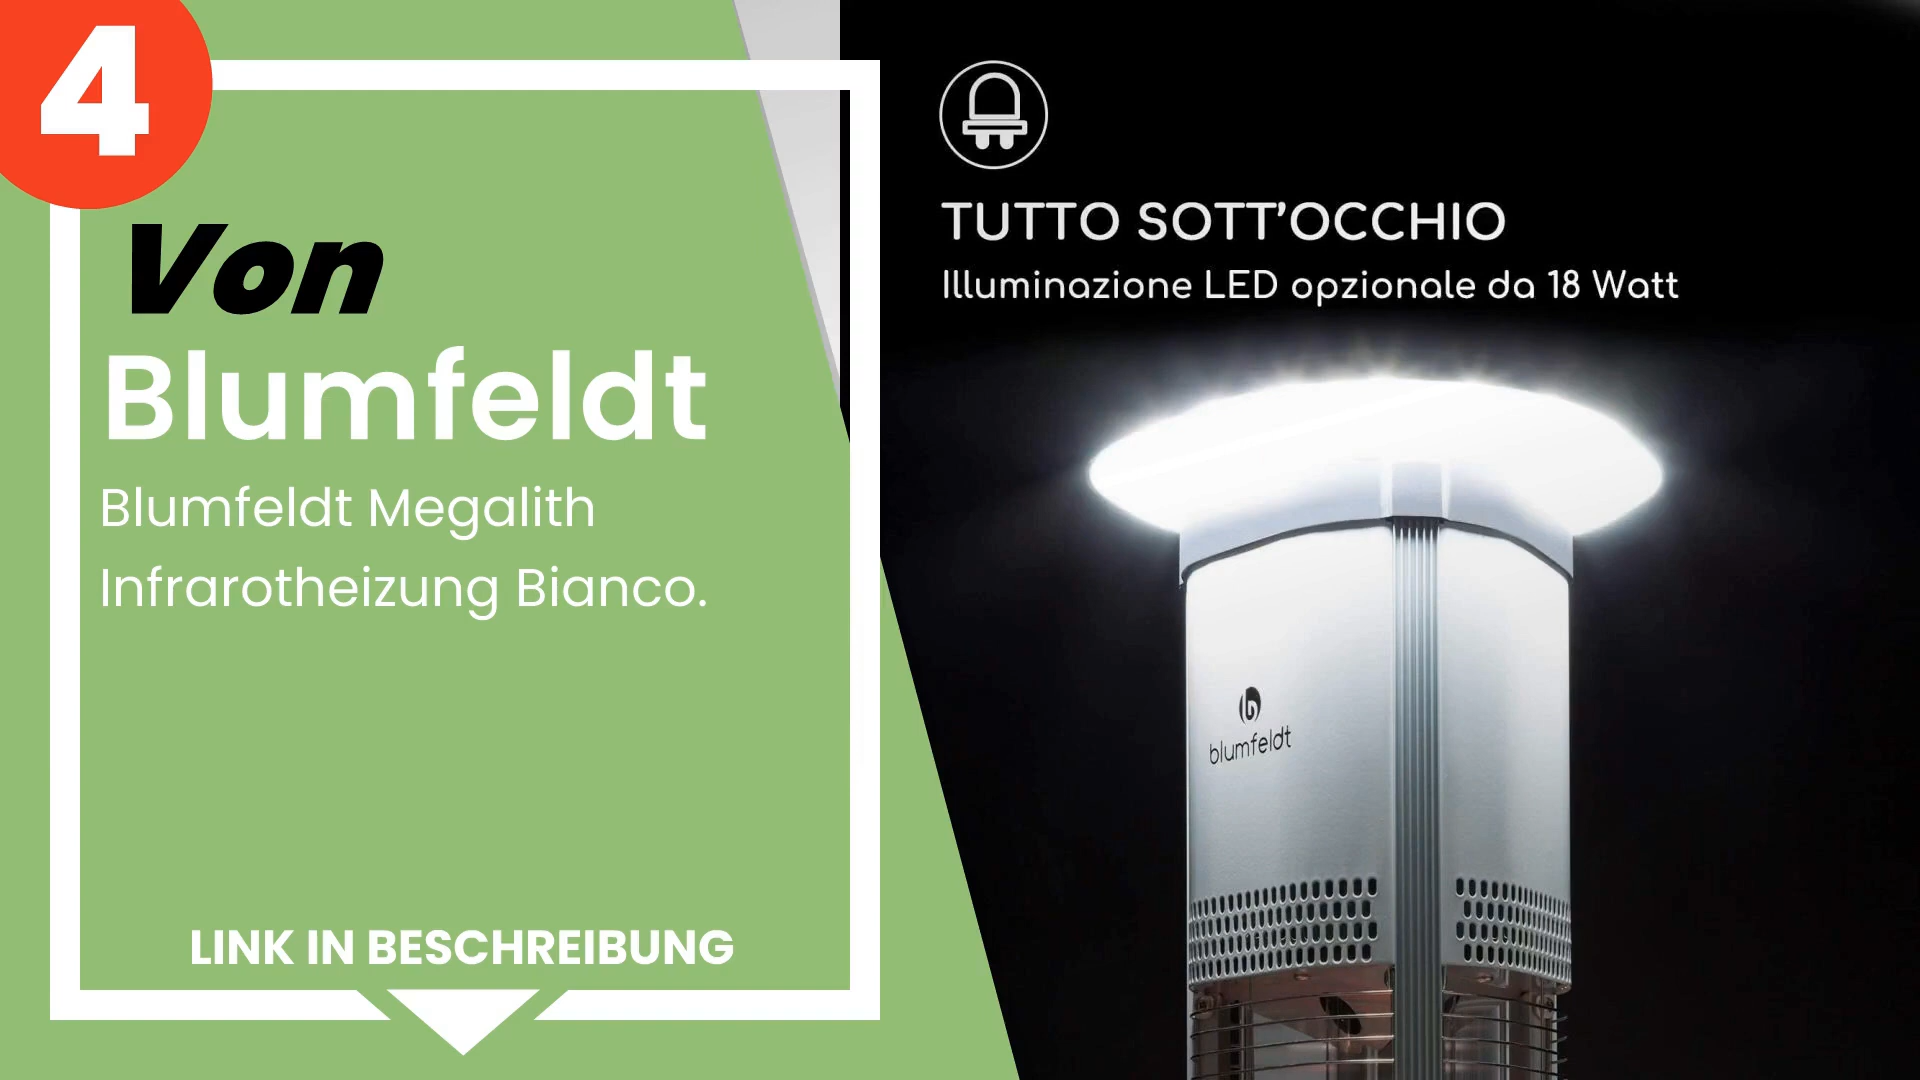 4
Von
Blumfeldt
Blumfeldt Megalith
Infrarotheizung Bianco.
LINK IN BESCHREIBUNG
TUTTO SOTT'OCCHIO
Illuminazione LED opzionale da 18 Watt
blumfeldt